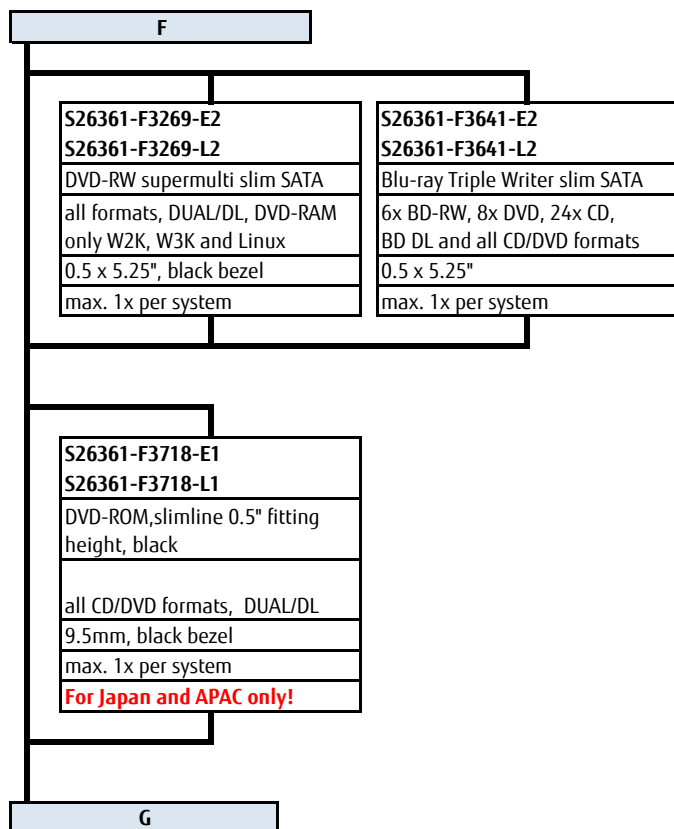 F
S26361-F3269-E2
S26361-F3269-L2
DVD-RW supermulti slim SATA
all formats, DUAL/DL, DVD-RAM
only W2K, W3K and Linux
0.5 x 5.25", black bezel
max. 1x per system
S26361-F3641-E2
S26361-F3641-L2
Blu-ray Triple Writer slim SATA
6x BD-RW, 8x DVD, 24x CD,
BD DL and all CD/DVD formats
0.5 x 5.25"
max. 1x per system
S26361-F3718-E1
S26361-F3718-L1
DVD-ROM,slimline 0.5" fitting
height, black
all CD/DVD formats, DUAL/DL
9.5mm, black bezel
max. 1x per system
For Japan and APAC only!
G